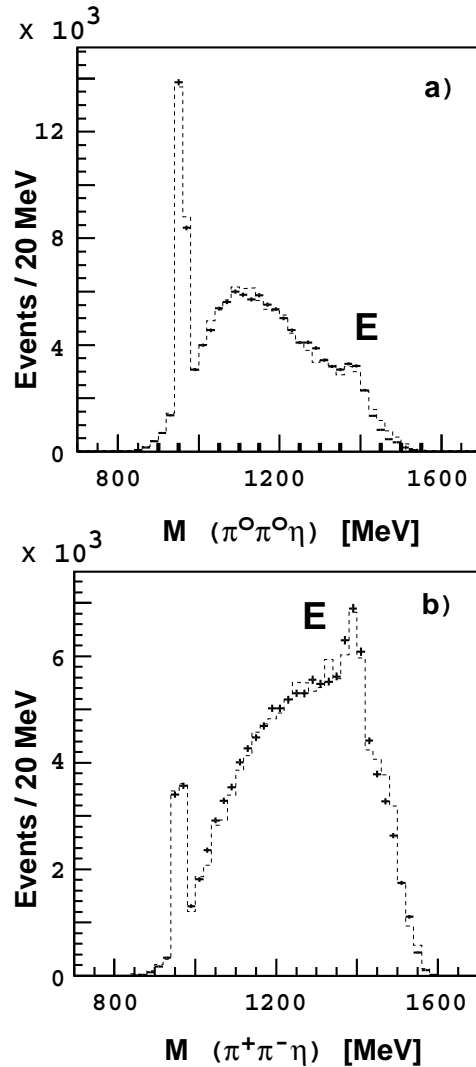 x 10³
a)
12
8
4
0
E
Events / 20 MeV
800 1200 1600
M (π⁰π⁰η) [MeV]
x 10³
b)
E
6
4
2
0
Events / 20 MeV
800 1200 1600
M (π⁺π⁻η) [MeV]